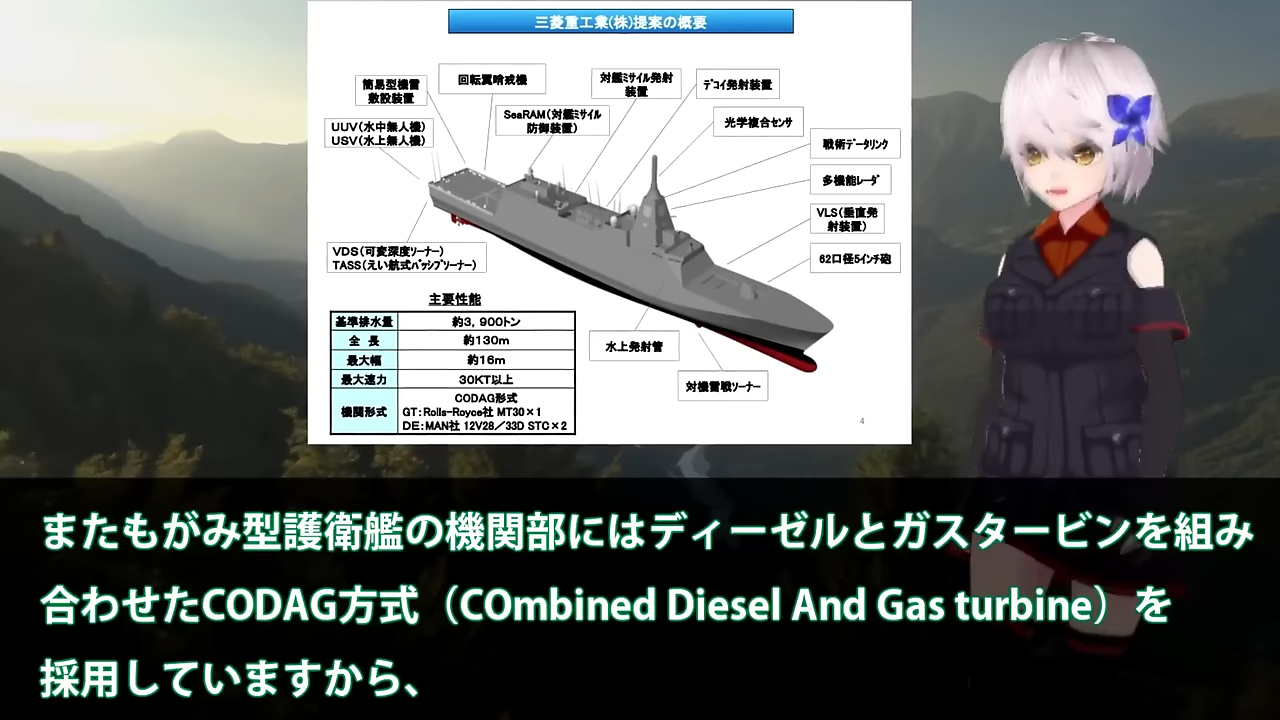 三菱重工業(株)提案の概要
簡易型機雷
敷設装置
回転翼哨戒機
対艦ミサイル発射
装置
デコイ発射装置
SeaRAM(対艦ミサイル
防御装置)
光学複合センサ
UUV(水中無人機)
USV(水上無人機)
戦術データリンク
多機能レーダ
VLS(垂直発
射装置)
62口径5インチ砲
VDS(可変深度ソーナー)
TASS(えい航式パッシブソーナー)
水上発射管
対機雷戦ソーナー
主要性能
基準排水量 約3,900トン
全 長 約130m
最大幅 約16m
最大速力 30KT以上
機関形式 CODAG形式
GT:Rolls-Royce社 MT30×1
DE:MAN社 12V28/33D STC×2
4
またもがみ型護衛艦の機関部にはディーゼルとガスタービンを組み
合わせたCODAG方式(COmbined Diesel And Gas turbine)を
採用していますから、